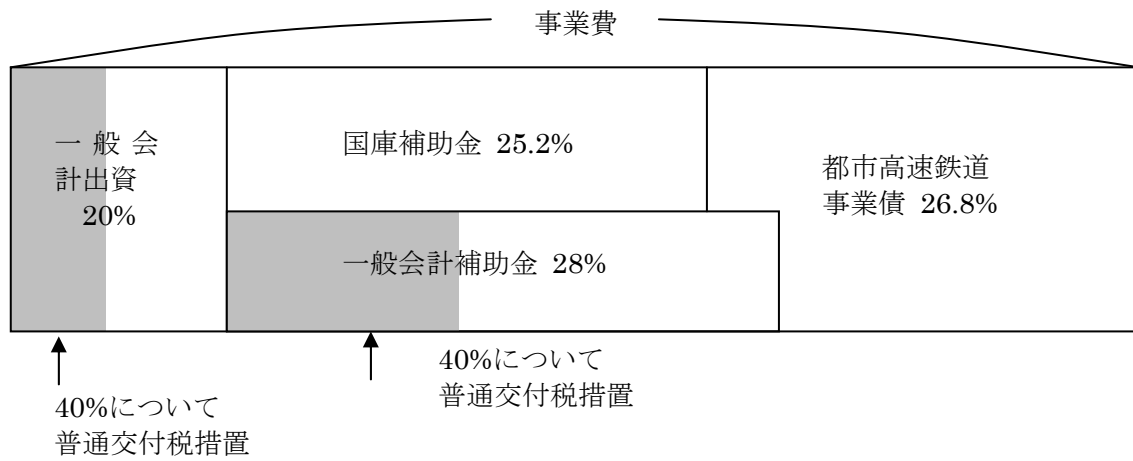 事業費
一 般 会
計出資
20%
国庫補助金 25.2%
一般会計補助金 28%
都市高速鉄道
事業債 26.8%
40%について
普通交付税措置
40%について
普通交付税措置